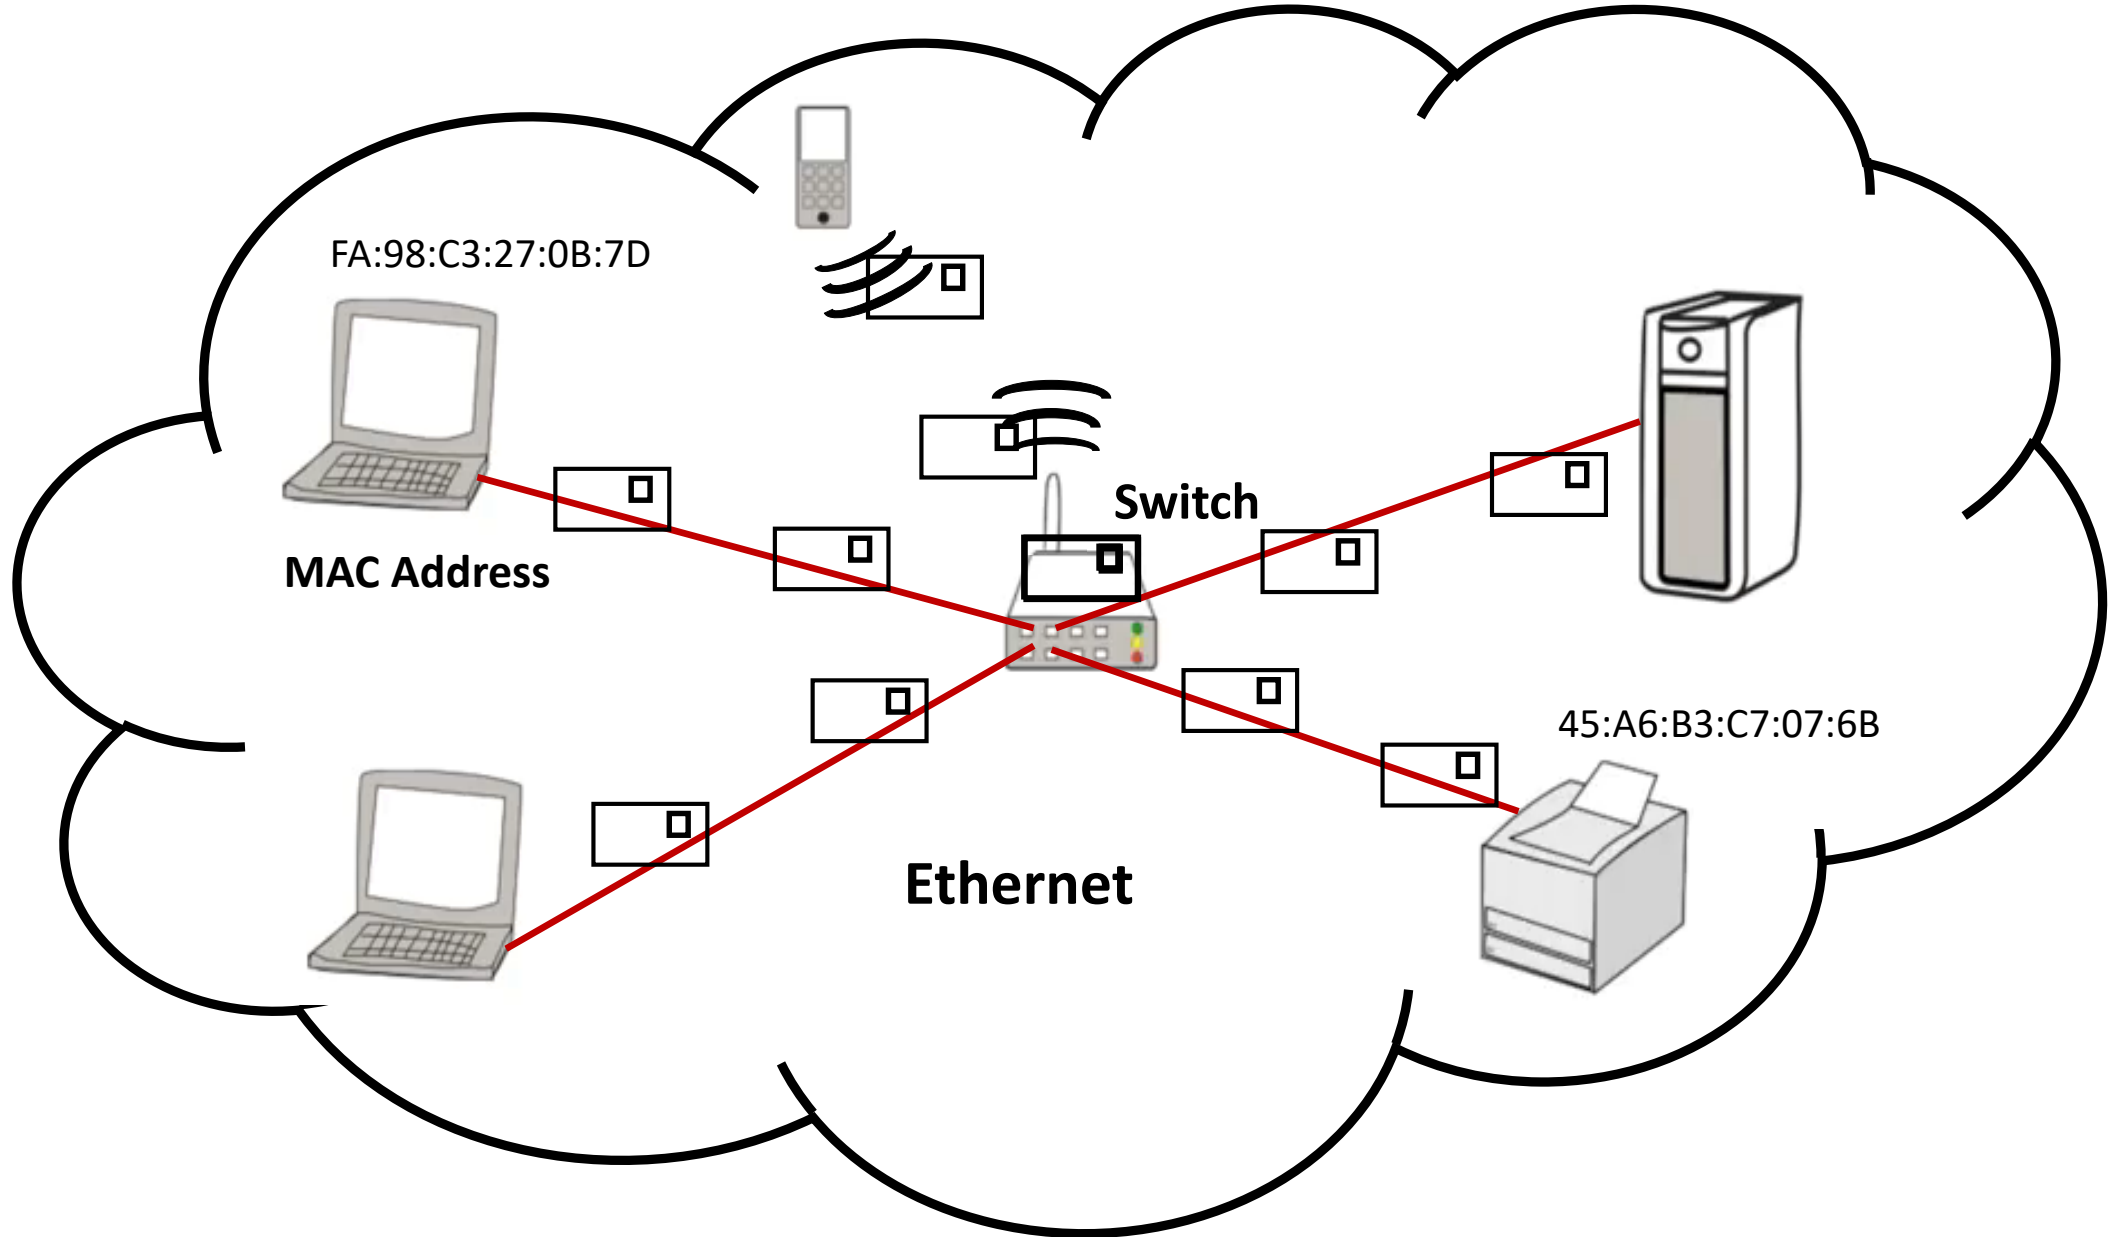 FA:98:C3:27:0B:7D
Switch
MAC Address
45:A6:B3:C7:07:6B
Ethernet